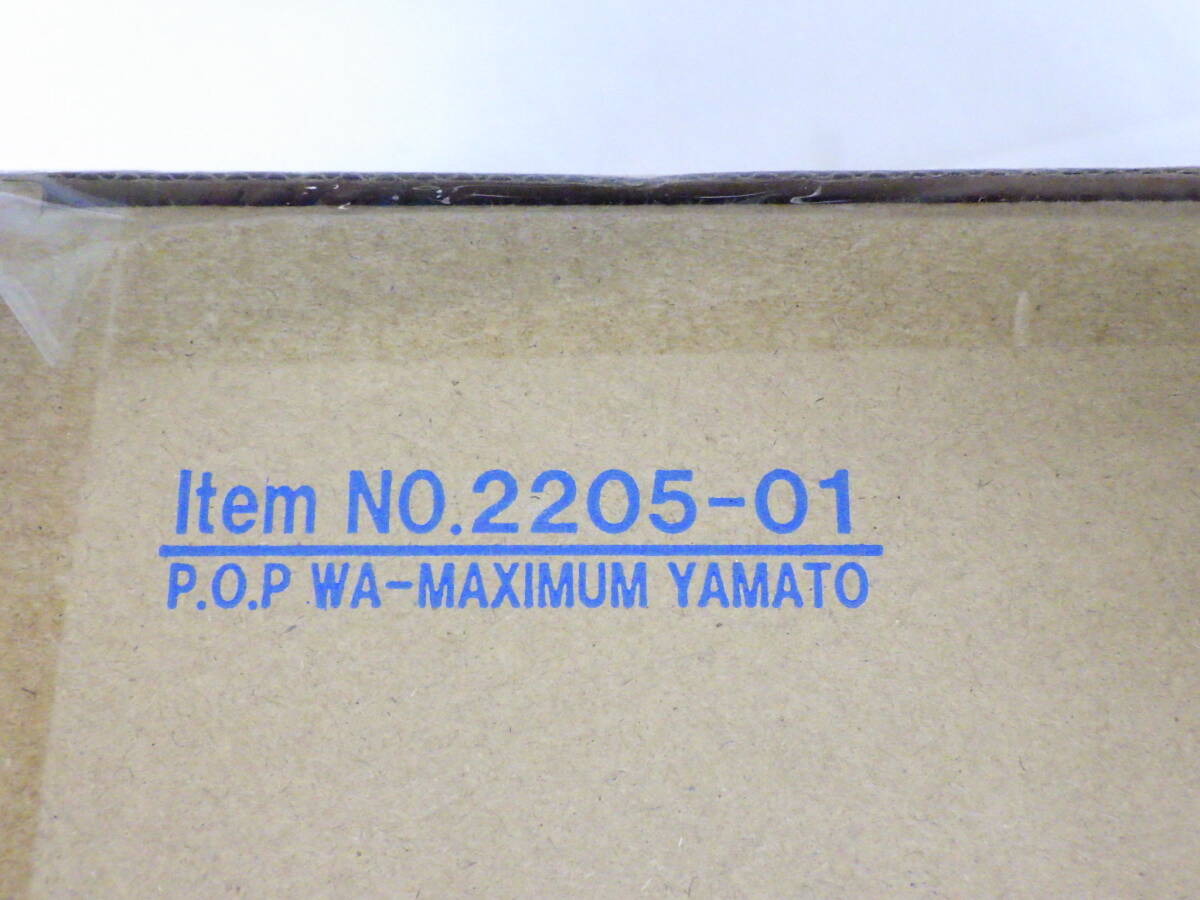 Item NO.2205-01
P.O.P WA-MAXIMUM YAMATO